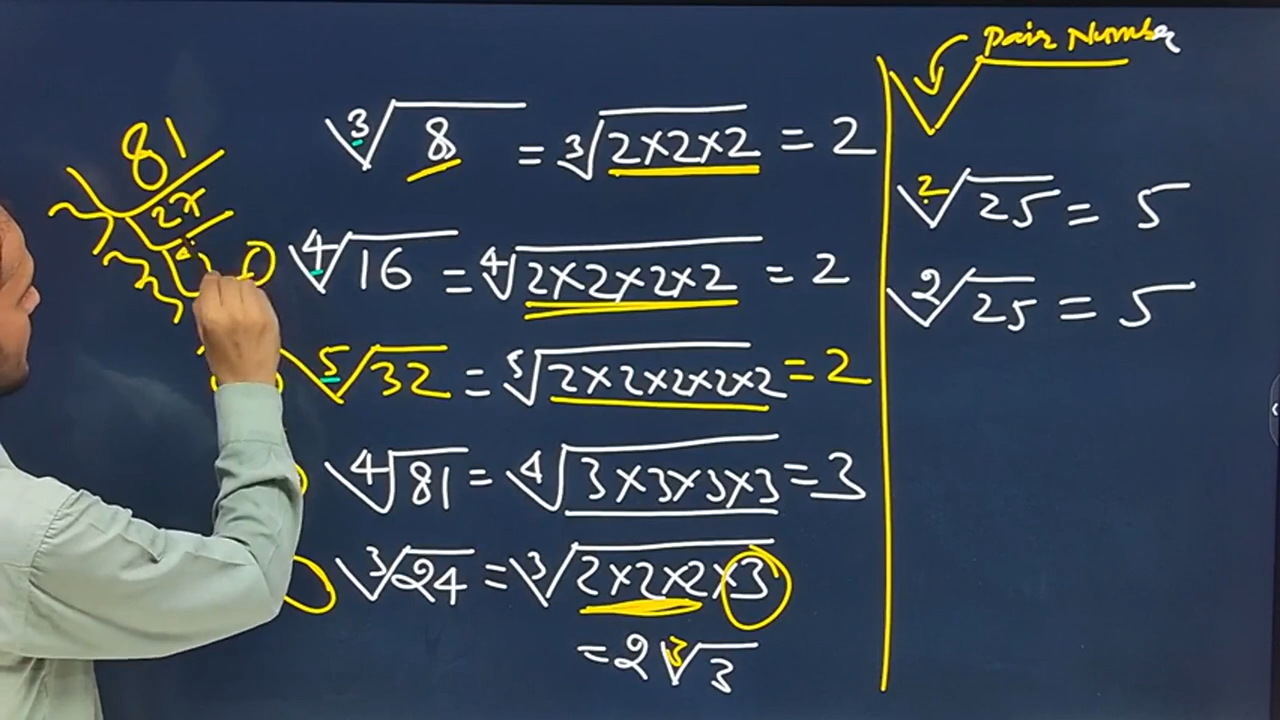 Pair Number
81
27
∛8 = ∛2×2×2 = 2
∜16 = ∜2×2×2×2 = 2
⁵√32 = ⁵√2×2×2×2×2 = 2
∜81 = ∜3×3×3×3 = 3
∛24 = ∛2×2×2×3
= 2∛3
²√25 = 5
²√25 = 5